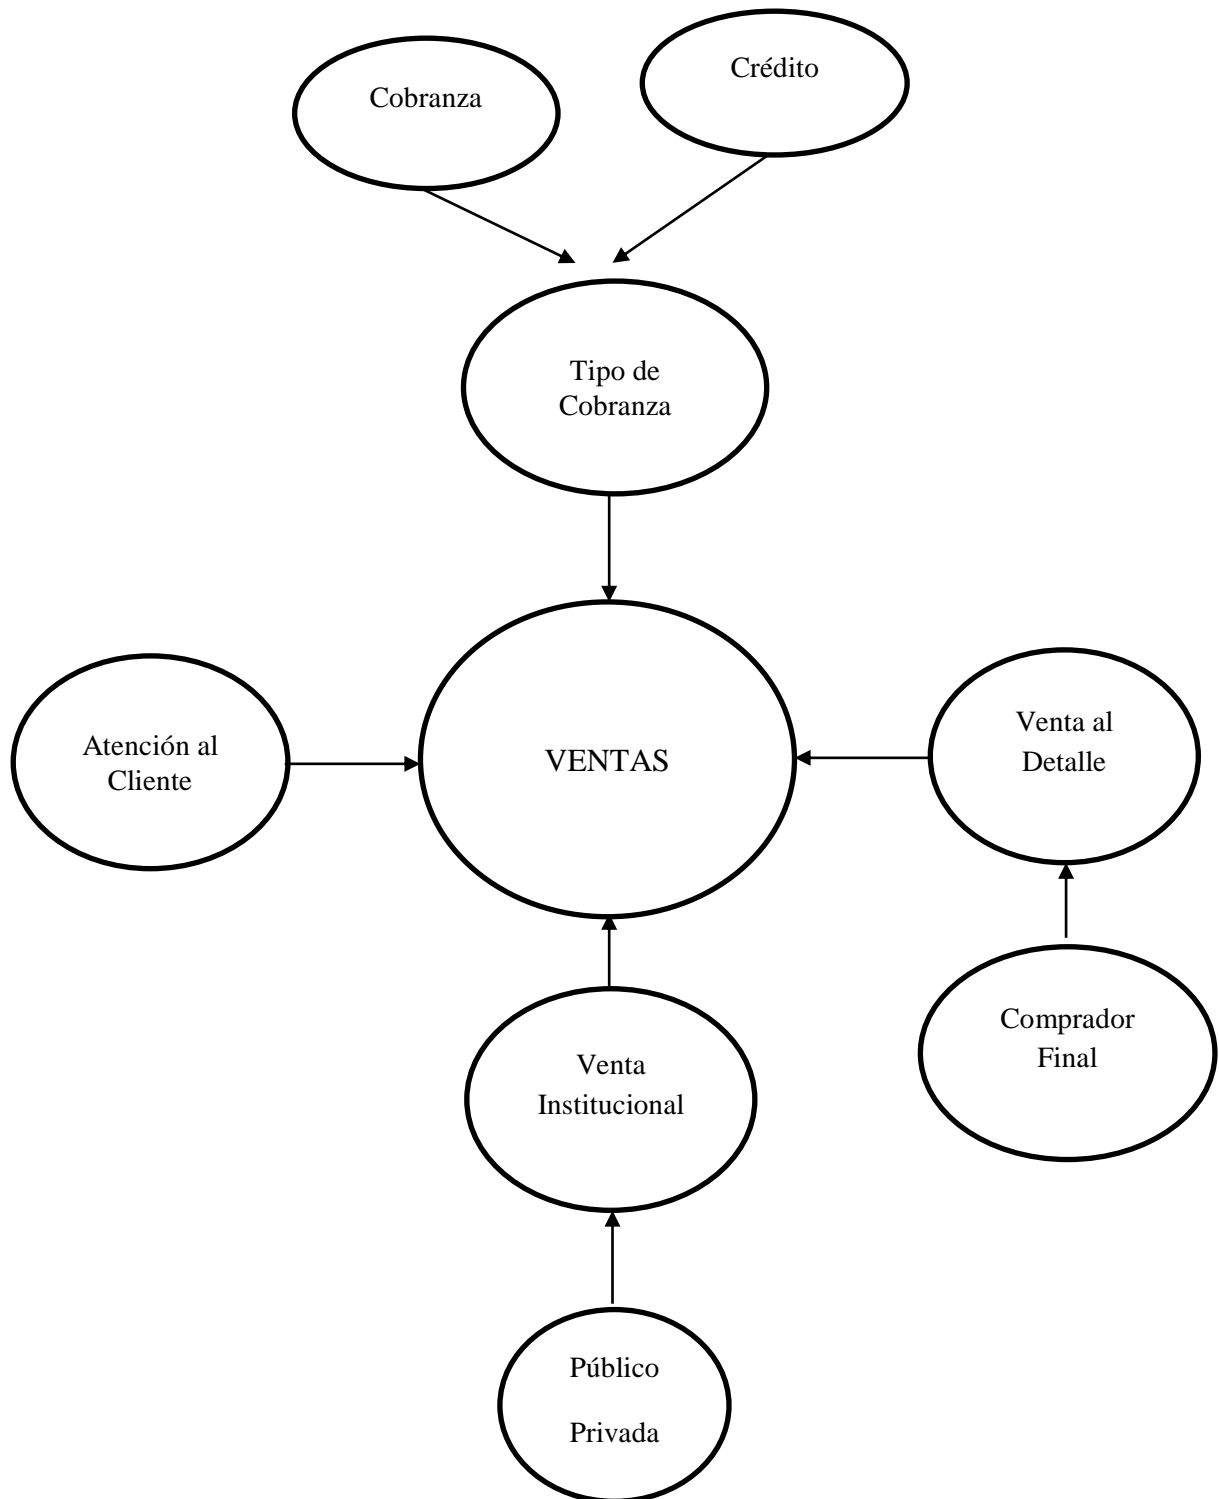 Crédito
Cobranza
Tipo de
Cobranza
Atención al
Cliente
VENTAS
Venta al
Detalle
Comprador
Final
Venta
Institucional
Público
Privada